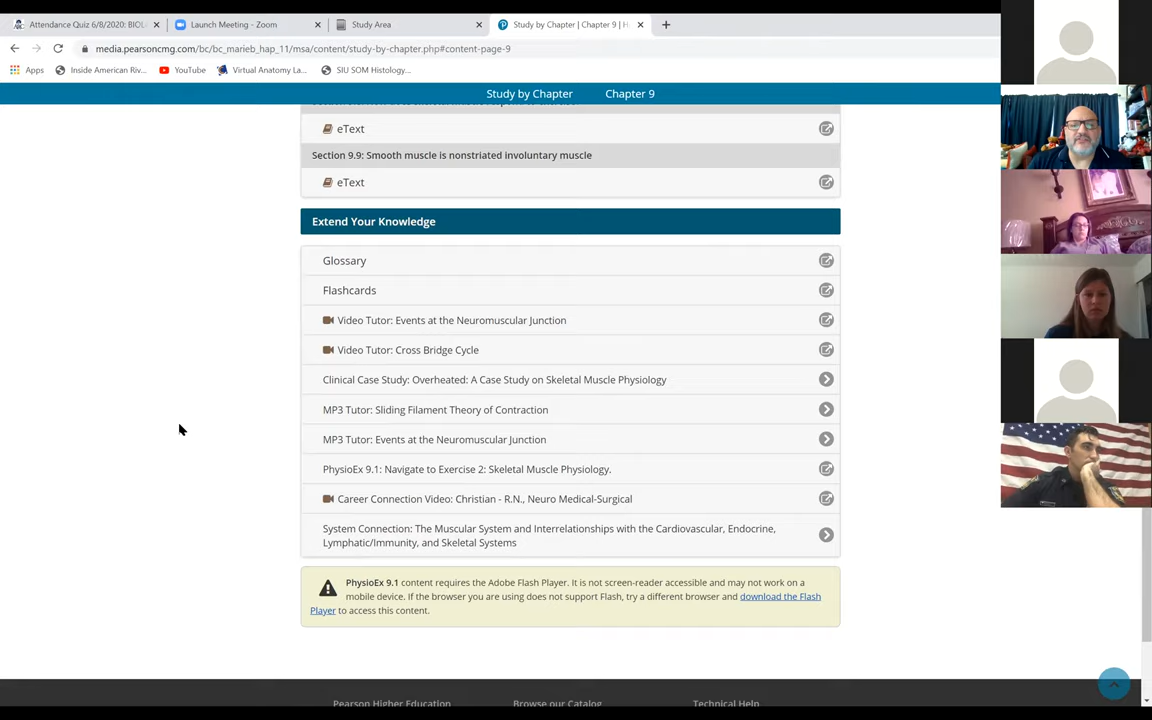 Attendance Quiz 6/8/2020: BIOL
Launch Meeting - Zoom
Study Area
Study by Chapter | Chapter 9 | H
media.pearsoncmg.com/bc/bc_marieb_hap_11/msa/content/study-by-chapter.php#content-page-9
Apps
Inside American Riv...
YouTube
Virtual Anatomy La...
SIU SOM Histology...
Study by Chapter
Chapter 9
eText
Section 9.9: Smooth muscle is nonstriated involuntary muscle
eText
Extend Your Knowledge
Glossary
Flashcards
Video Tutor: Events at the Neuromuscular Junction
Video Tutor: Cross Bridge Cycle
Clinical Case Study: Overheated: A Case Study on Skeletal Muscle Physiology
MP3 Tutor: Sliding Filament Theory of Contraction
MP3 Tutor: Events at the Neuromuscular Junction
PhysioEx 9.1: Navigate to Exercise 2: Skeletal Muscle Physiology.
Career Connection Video: Christian - R.N., Neuro Medical-Surgical
System Connection: The Muscular System and Interrelationships with the Cardiovascular, Endocrine,
Lymphatic/Immunity, and Skeletal Systems
PhysioEx 9.1 content requires the Adobe Flash Player. It is not screen-reader accessible and may not work on a
mobile device. If the browser you are using does not support Flash, try a different browser and download the Flash
Player to access this content.
Pearson Higher Education
Browse our Catalog
Technical Help